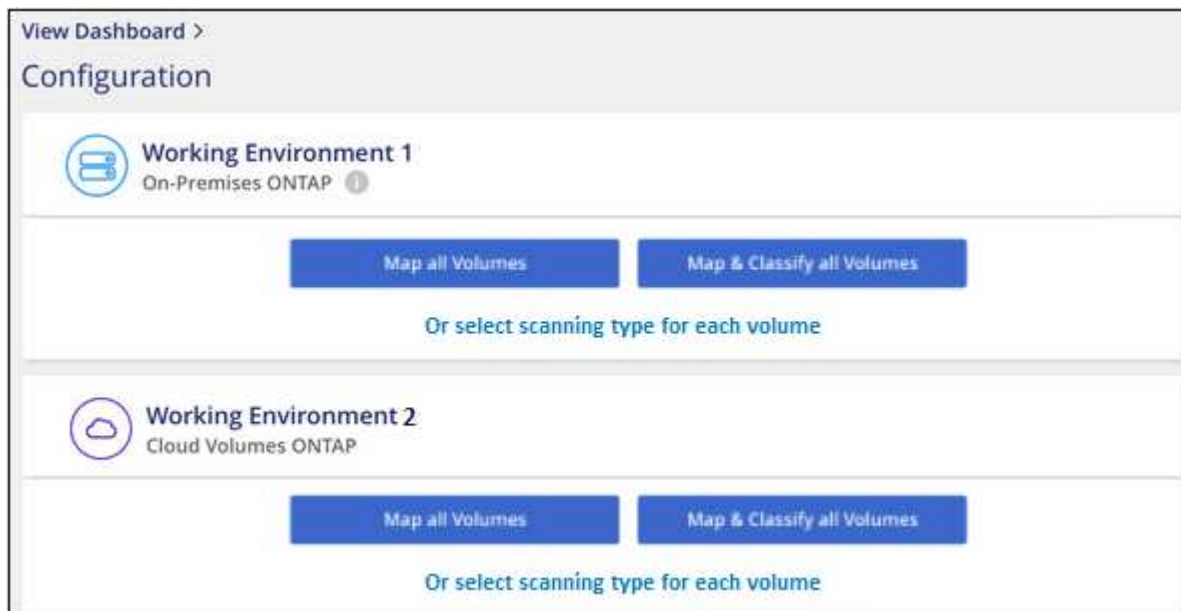 View Dashboard >
Configuration
Working Environment 1
On-Premises ONTAP i
Map all Volumes
Map & Classify all Volumes
Or select scanning type for each volume
Working Environment 2
Cloud Volumes ONTAP
Map all Volumes
Map & Classify all Volumes
Or select scanning type for each volume